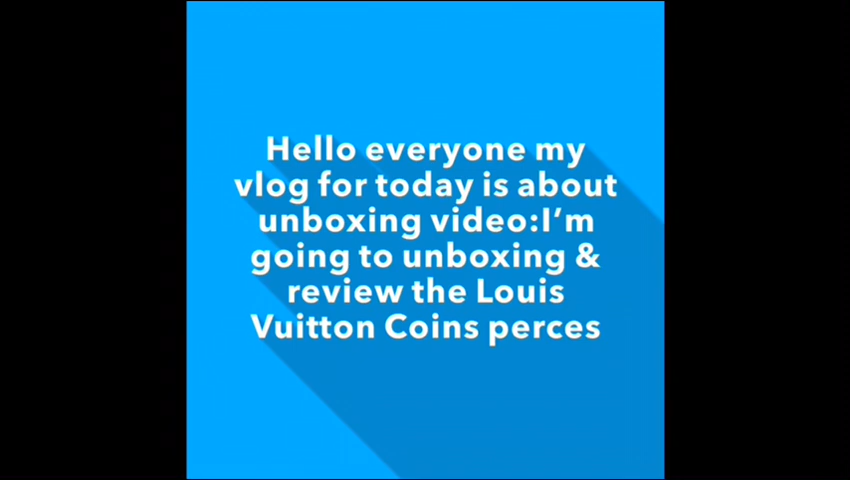 Hello everyone my
vlog for today is about
unboxing video:I’m
going to unboxing &
review the Louis
Vuitton Coins perces